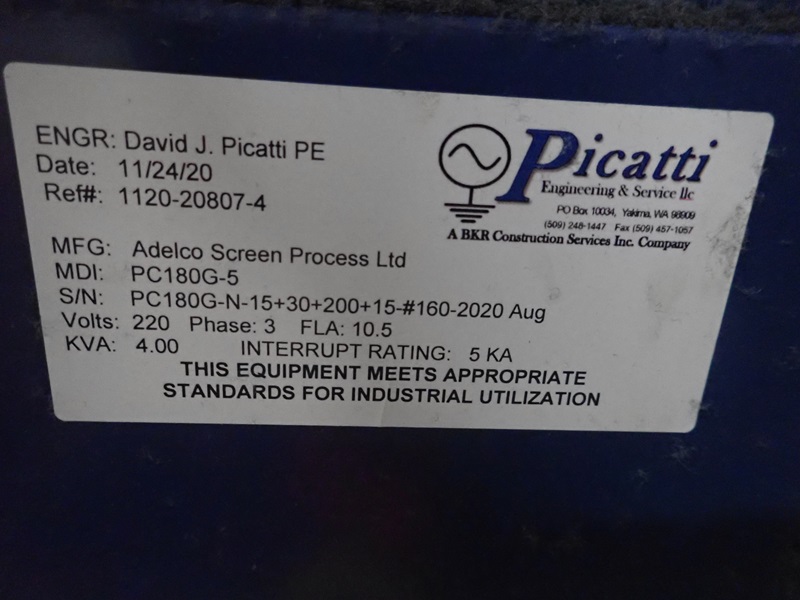 ENGR: David J. Picatti PE
Date: 11/24/20
Ref#: 1120-20807-4
Picatti
Engineering & Service llc
PO Box 10034, Yakima, WA 98909
(509) 248-1447 Fax (509) 457-1057
A BKR Construction Services Inc. Company
MFG: Adelco Screen Process Ltd
MDI: PC180G-5
S/N: PC180G-N-15+30+200+15-#160-2020 Aug
Volts: 220 Phase: 3 FLA: 10.5
KVA: 4.00 INTERRUPT RATING: 5 KA
THIS EQUIPMENT MEETS APPROPRIATE
STANDARDS FOR INDUSTRIAL UTILIZATION